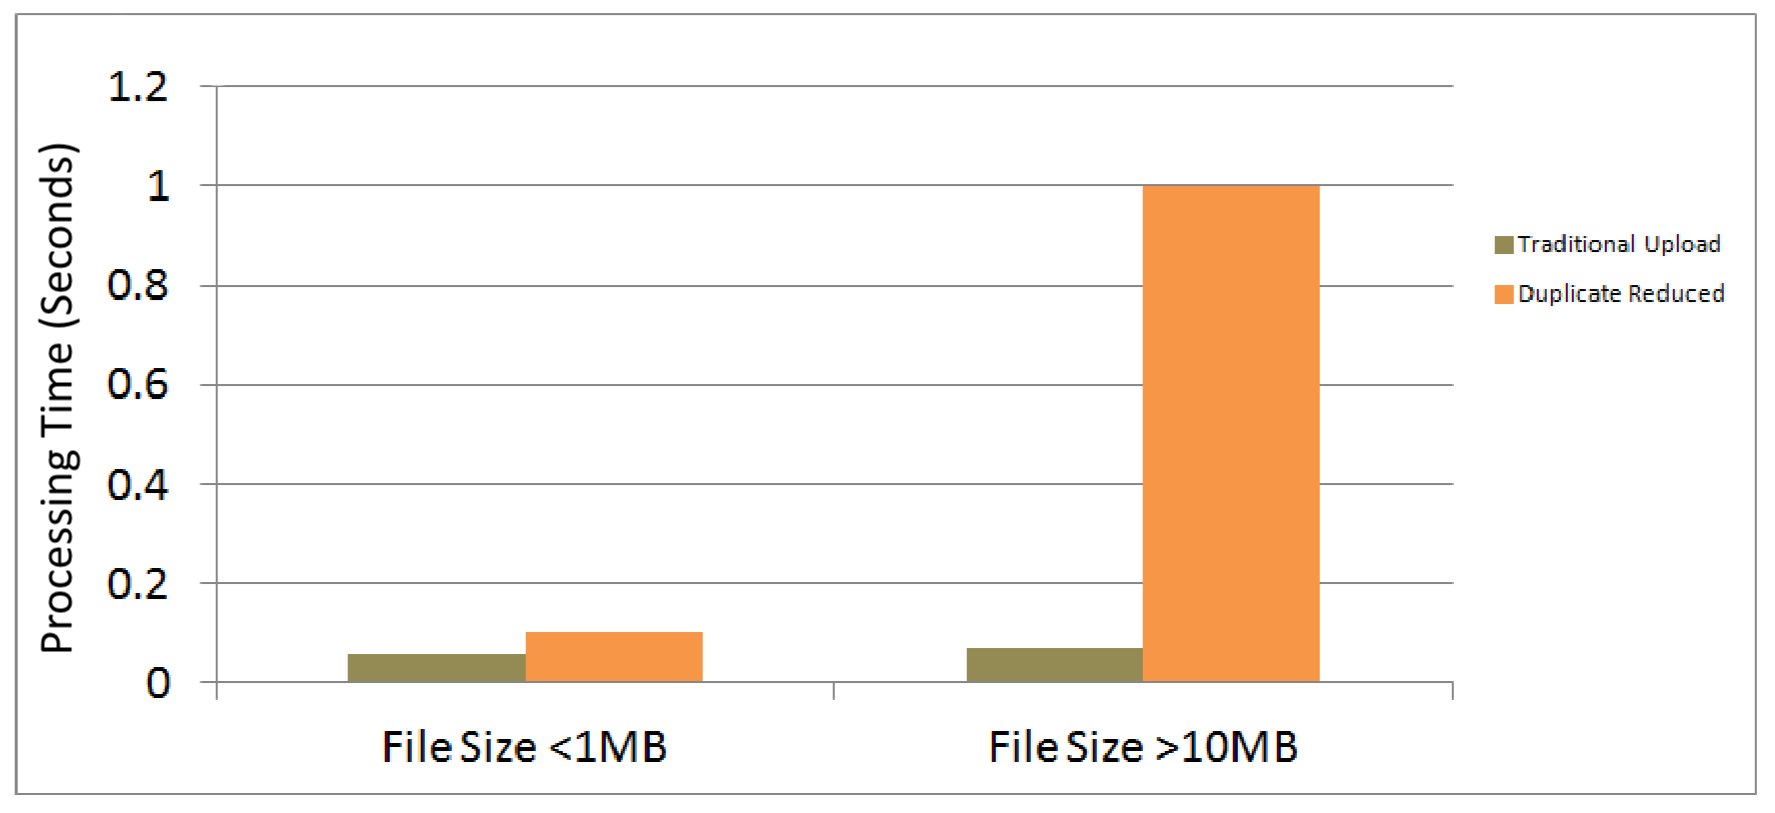 1.2
1
0.8
0.6
0.4
0.2
0
Processing Time (Seconds)
File Size <1MB
File Size >10MB
Traditional Upload
Duplicate Reduced